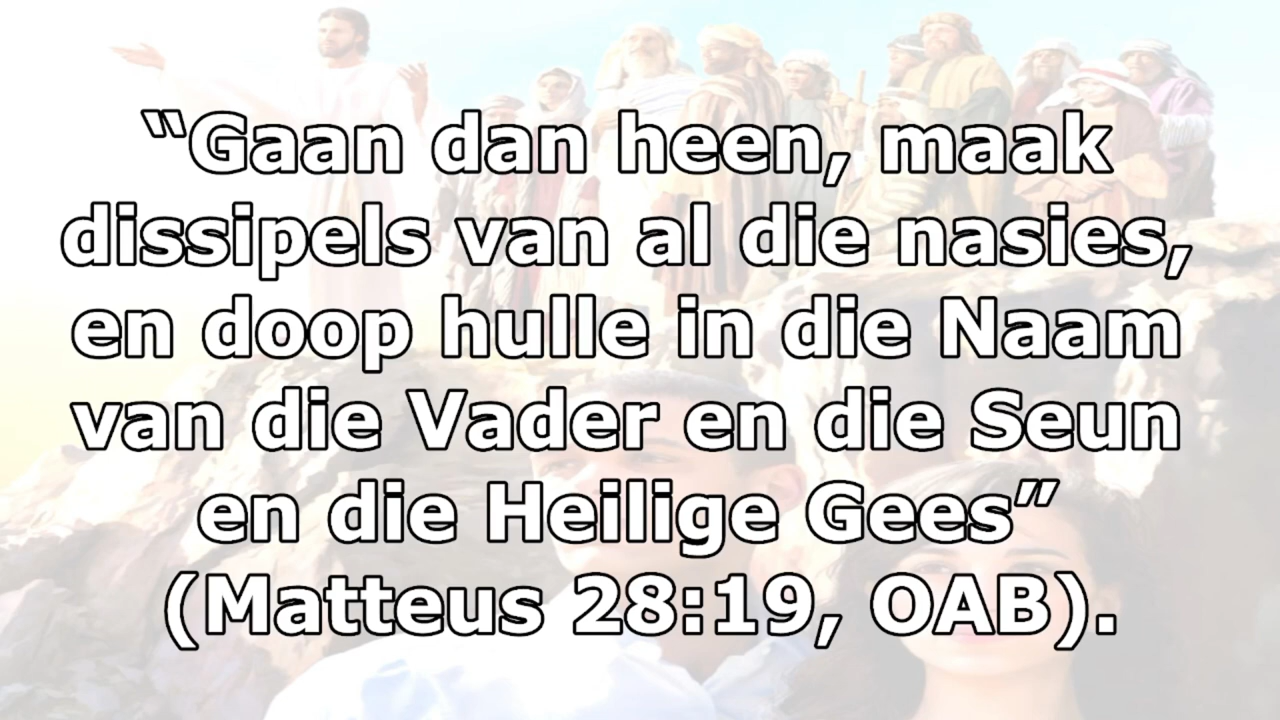 “Gaan dan heen, maak
dissipels van al die nasies,
en doop hulle in die Naam
van die Vader en die Seun
en die Heilige Gees”
(Matteus 28:19, OAB).